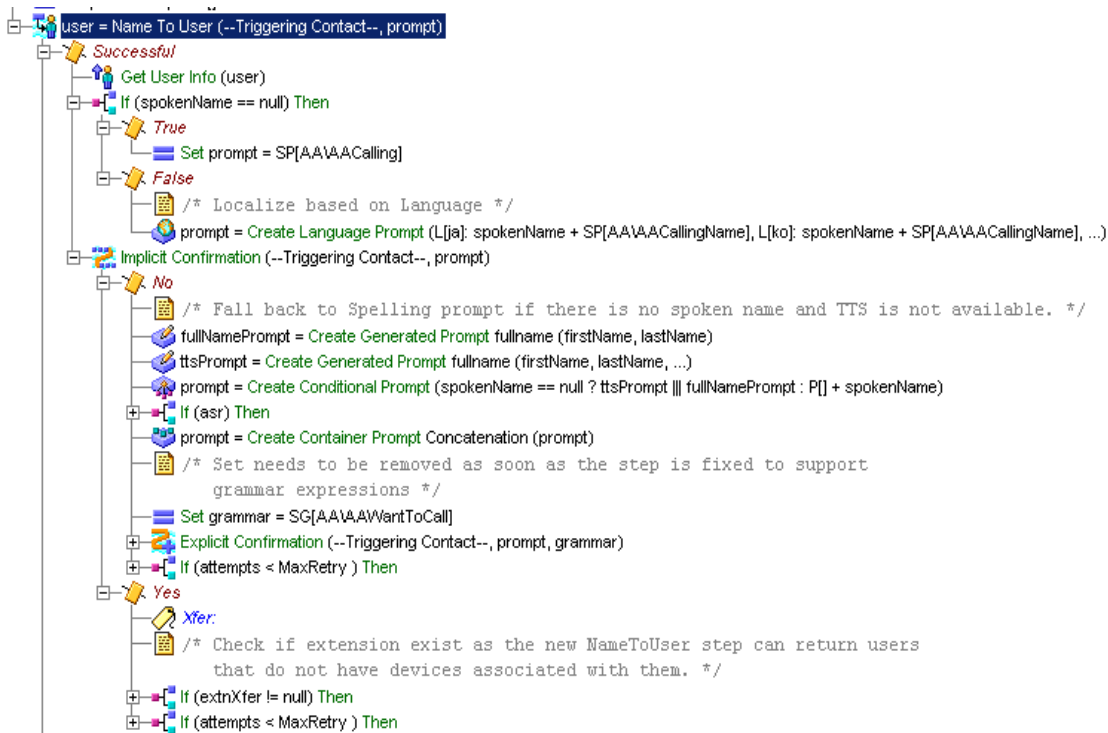 user = Name To User (--Triggering Contact--, prompt)
Successful
Get User Info (user)
If (spokenName == null) Then
True
Set prompt = SP[AA\AACalling]
False
/* Localize based on Language */
prompt = Create Language Prompt (L[ja]: spokenName + SP[AA\AACallingName], L[ko]: spokenName + SP[AA\AACallingName], ...)
Implicit Confirmation (--Triggering Contact--, prompt)
No
/* Fall back to Spelling prompt if there is no spoken name and TTS is not available. */
fullNamePrompt = Create Generated Prompt fullname (firstName, lastName)
ttsPrompt = Create Generated Prompt fullname (firstName, lastName, ...)
prompt = Create Conditional Prompt (spokenName == null ? ttsPrompt ||| fullNamePrompt : P[] + spokenName)
If (asr) Then
prompt = Create Container Prompt Concatenation (prompt)
/* Set needs to be removed as soon as the step is fixed to support
grammar expressions */
Set grammar = SG[AA\AAWantToCall]
Explicit Confirmation (--Triggering Contact--, prompt, grammar)
If (attempts < MaxRetry ) Then
Yes
Xfer:
/* Check if extension exist as the new NameToUser step can return users
that do not have devices associated with them. */
If (extnXfer != null) Then
If (attempts < MaxRetry ) Then